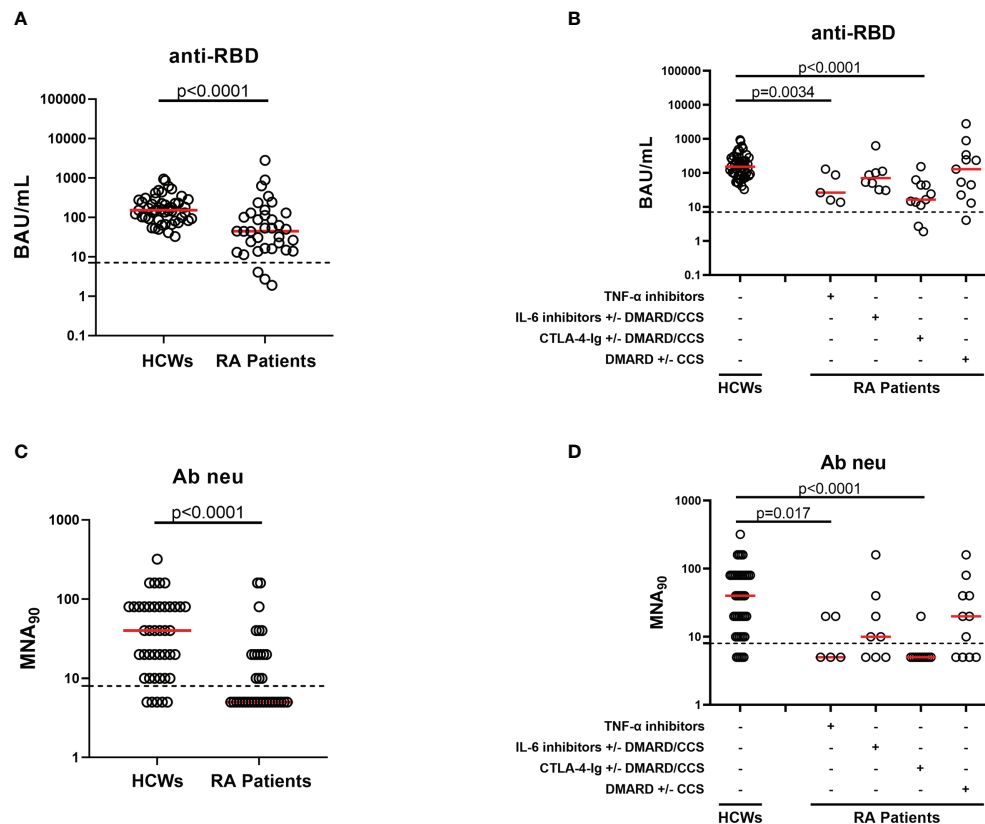 A
anti-RBD
p<0.0001
100000
10000
1000
100
10
1
0.1
BAU/mL
HCWs RA Patients
B
anti-RBD
p<0.0001
p=0.0034
100000
10000
1000
100
10
1
0.1
BAU/mL
TNF-α inhibitors - + - - -
IL-6 inhibitors +/- DMARD/CCS - - + - -
CTLA-4-Ig +/- DMARD/CCS - - - + -
DMARD +/- CCS - - - - +
HCWs RA Patients
C
Ab neu
p<0.0001
1000
100
10
1
MNA90
HCWs RA Patients
D
Ab neu
p<0.0001
p=0.017
1000
100
10
1
MNA90
TNF-α inhibitors - + - - -
IL-6 inhibitors +/- DMARD/CCS - - + - -
CTLA-4-Ig +/- DMARD/CCS - - - + -
DMARD +/- CCS - - - - +
HCWs RA Patients